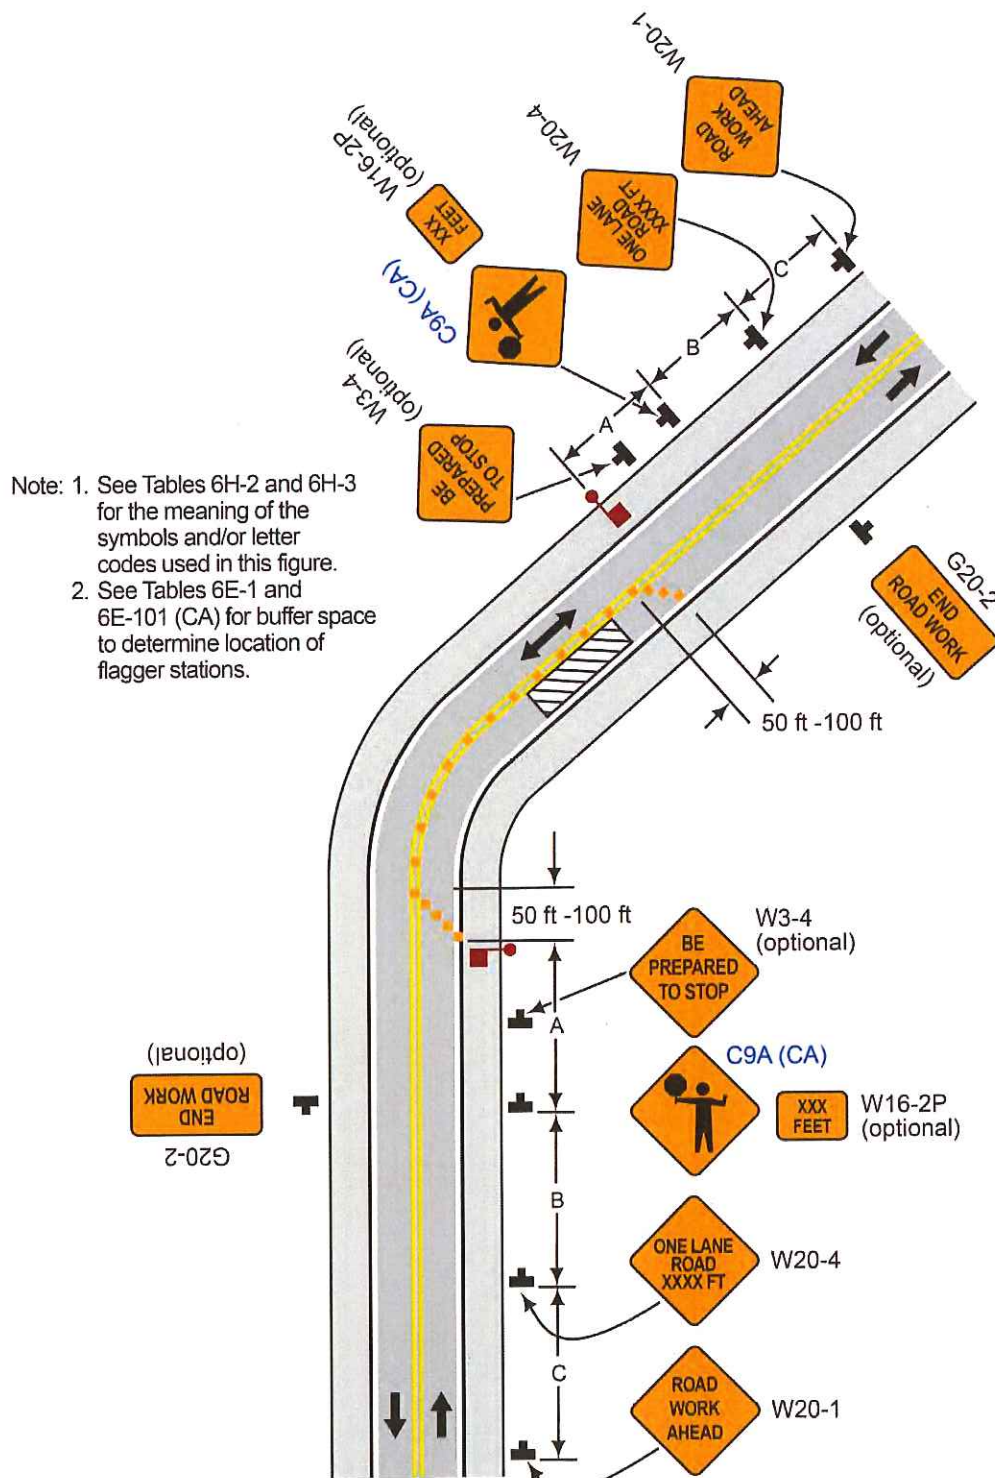 W20-1
ROAD
WORK
AHEAD
W20-4
ONE LANE
ROAD
XXXX FT
W16-2P
(optional)
XXX
FEET
C9A (CA)
W3-4
(optional)
BE
PREPARED
TO STOP
C
B
A
Note: 1. See Tables 6H-2 and 6H-3
for the meaning of the
symbols and/or letter
codes used in this figure.
2. See Tables 6E-1 and
6E-101 (CA) for buffer space
to determine location of
flagger stations.
G20-2
END
ROAD WORK
(optional)
50 ft -100 ft
50 ft -100 ft
W3-4
(optional)
BE
PREPARED
TO STOP
A
C9A (CA)
XXX
FEET
W16-2P
(optional)
G20-2
END
ROAD WORK
(optional)
B
ONE LANE
ROAD
XXXX FT
W20-4
C
ROAD
WORK
AHEAD
W20-1